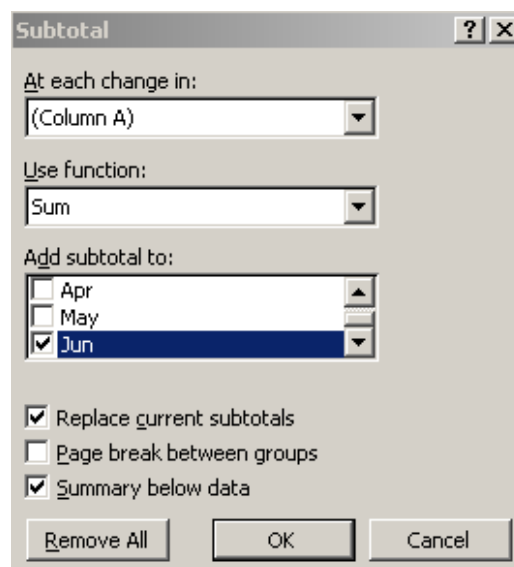 Subtotal
At each change in:
(Column A)
Use function:
Sum
Add subtotal to:
Apr
May
Jun
Replace current subtotals
Page break between groups
Summary below data
Remove All OK Cancel